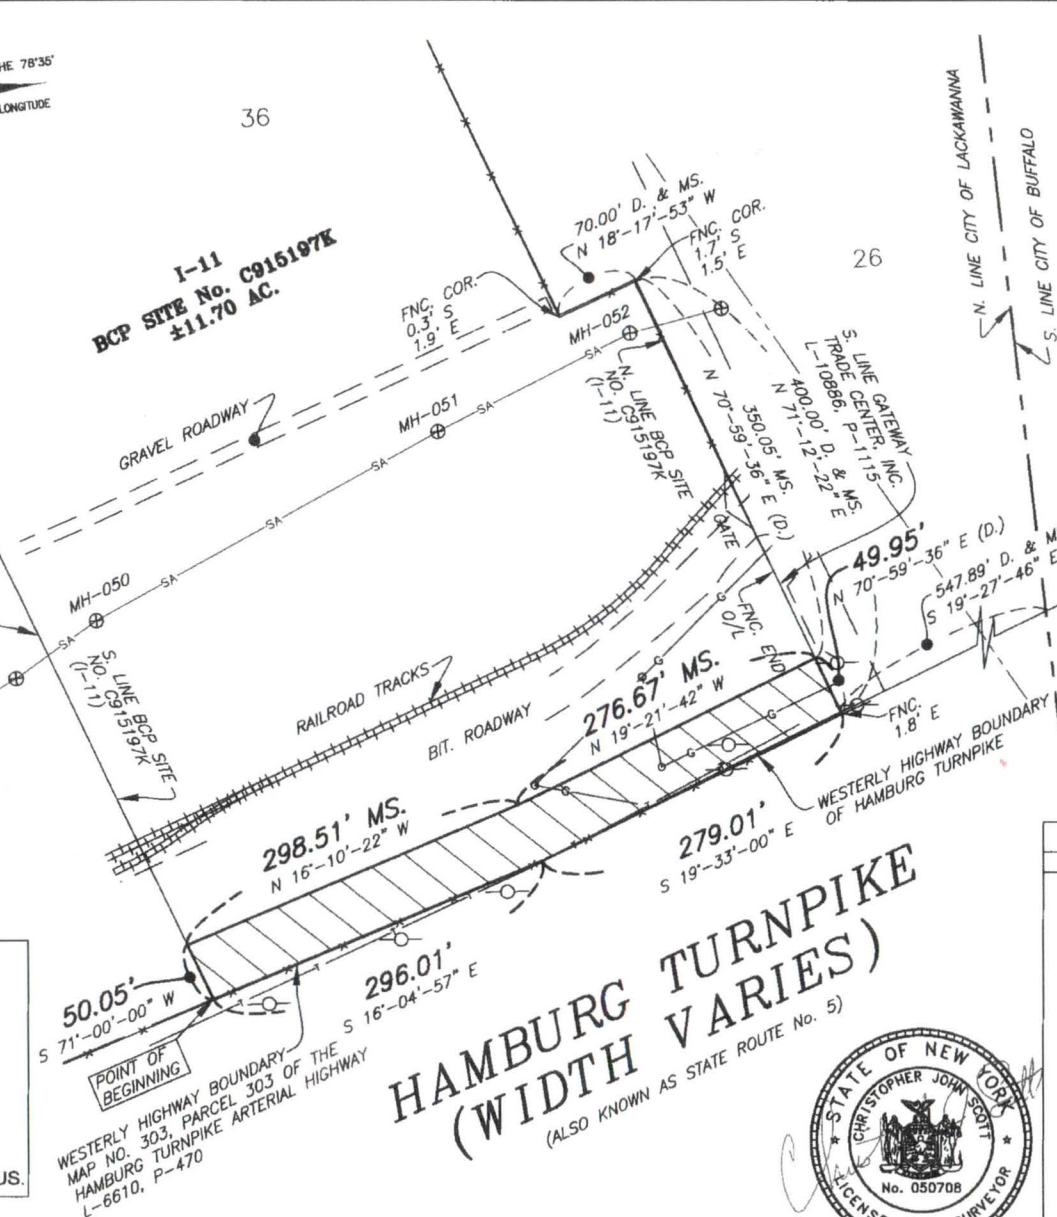 HE 78°35'
LONGITUDE
36
I-11
BCP SITE No. C915197K
±11.70 AC.
70.00' D. & MS.
N 18°-17'-53" W
FNC. COR.
1.7' S
1.5' E
26
N. LINE CITY OF LACKAWANNA
S. LINE CITY OF BUFFALO
FNC. COR.
0.3' S
1.9' E
MH-052
SA
N. LINE BCP SITE
NO. C915197K
(I-11)
S. LINE GATEWAY
TRADE CENTER, INC.
L-10886, P-1115
400.00' D. & MS.
N 71°-12'-22" E
350.05' MS.
N 70°-59'-36" E (D.)
GRAVEL ROADWAY
MH-051
SA
SA
SA
GATE
49.95'
N 70°-59'-36" E (D.)
547.89' D. & M
S 19°-27'-46" E
MH-050
SA
SA
S. LINE BCP SITE
NO. C915197K
(I-11)
G
FNC. END
O/L
G
RAILROAD TRACKS
BIT. ROADWAY
276.67' MS.
N 19°-21'-42" W
G
G
G
FNC.
1.8' E
WESTERLY HIGHWAY BOUNDARY
OF HAMBURG TURNPIKE
298.51' MS.
N 16°-10'-22" W
279.01'
S 19°-33'-00" E
50.05'
S 71°-00'-00" W
296.01'
S 16°-04'-57" E
POINT OF
BEGINNING
WESTERLY HIGHWAY BOUNDARY
MAP NO. 303, PARCEL 303 OF THE
HAMBURG TURNPIKE ARTERIAL HIGHWAY
L-6610, P-470
HAMBURG TURNPIKE
(WIDTH VARIES)
(ALSO KNOWN AS STATE ROUTE No. 5)
US.
STATE OF NEW YORK
CHRISTOPHER JOHN SCOTT
No. 050708